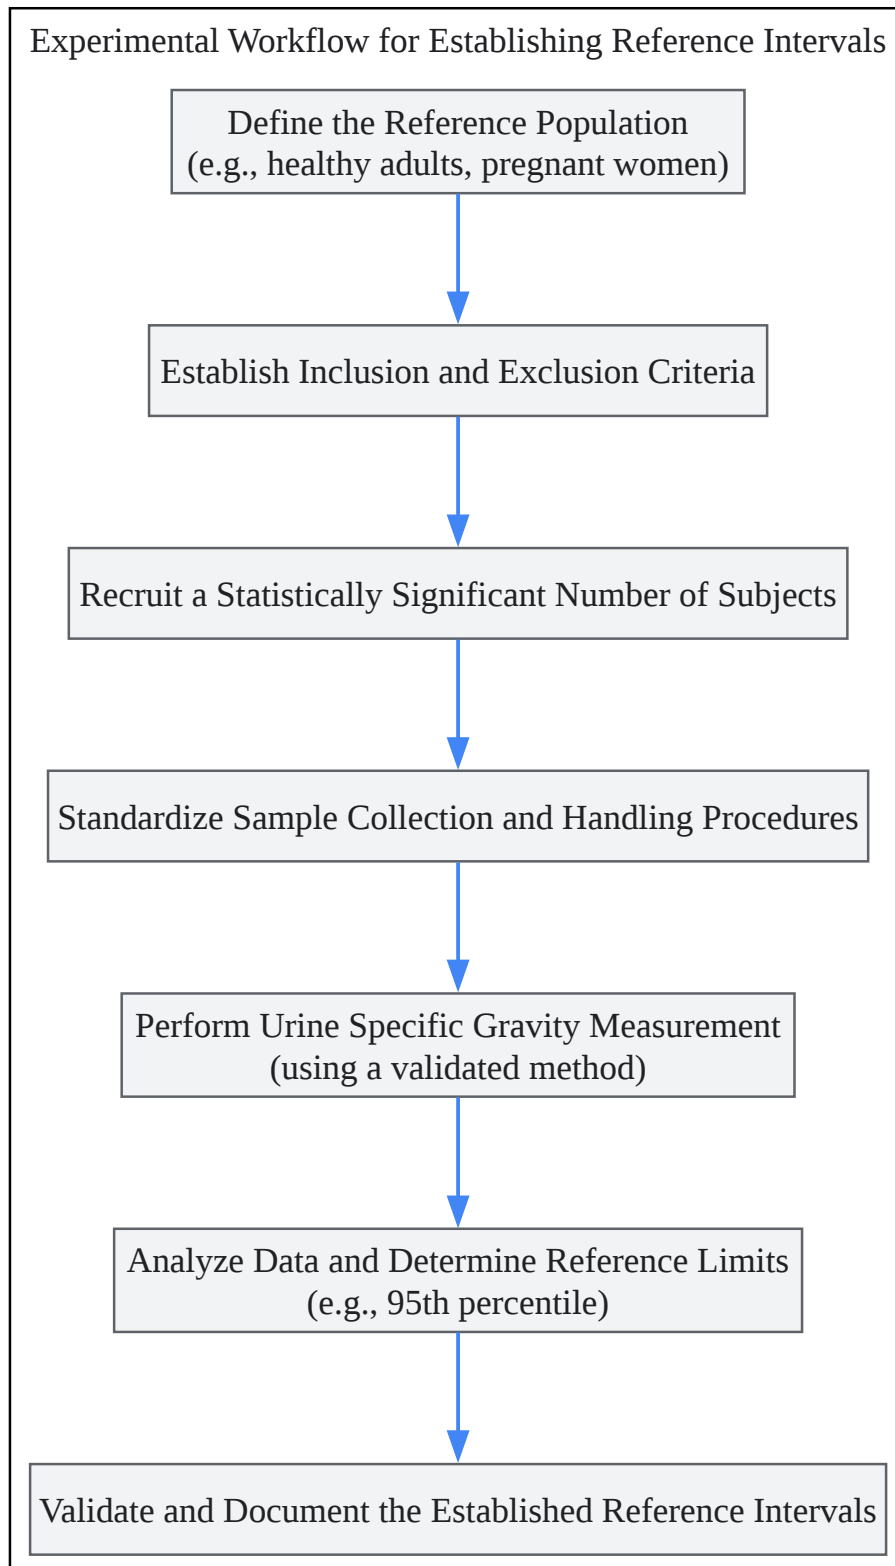 Experimental Workflow for Establishing Reference Intervals
Define the Reference Population
(e.g., healthy adults, pregnant women)
Establish Inclusion and Exclusion Criteria
Recruit a Statistically Significant Number of Subjects
Standardize Sample Collection and Handling Procedures
Perform Urine Specific Gravity Measurement
(using a validated method)
Analyze Data and Determine Reference Limits
(e.g., 95th percentile)
Validate and Document the Established Reference Intervals